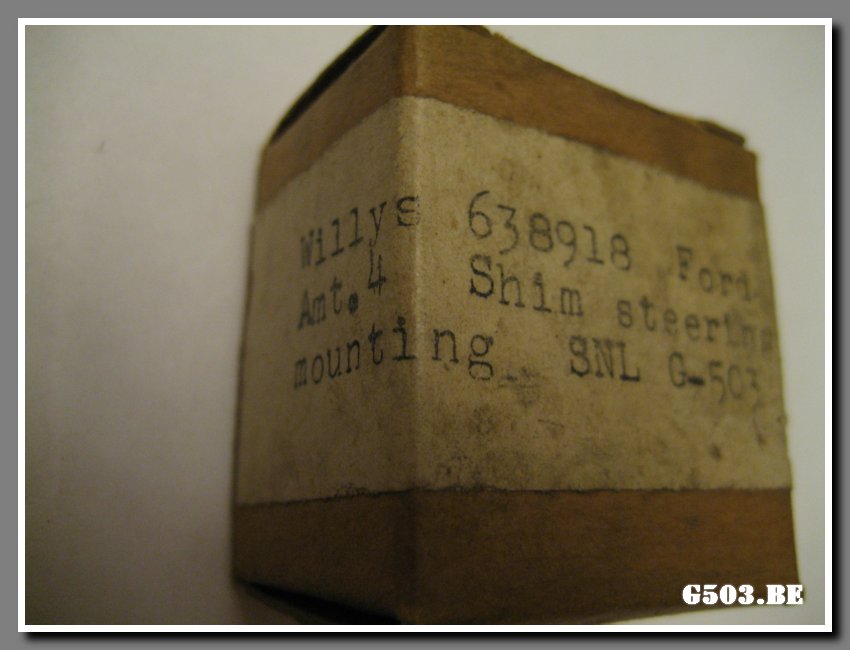 Willys 638918 Ford
Amt.4 Shim steering
mounting SNL G-503
G503.BE